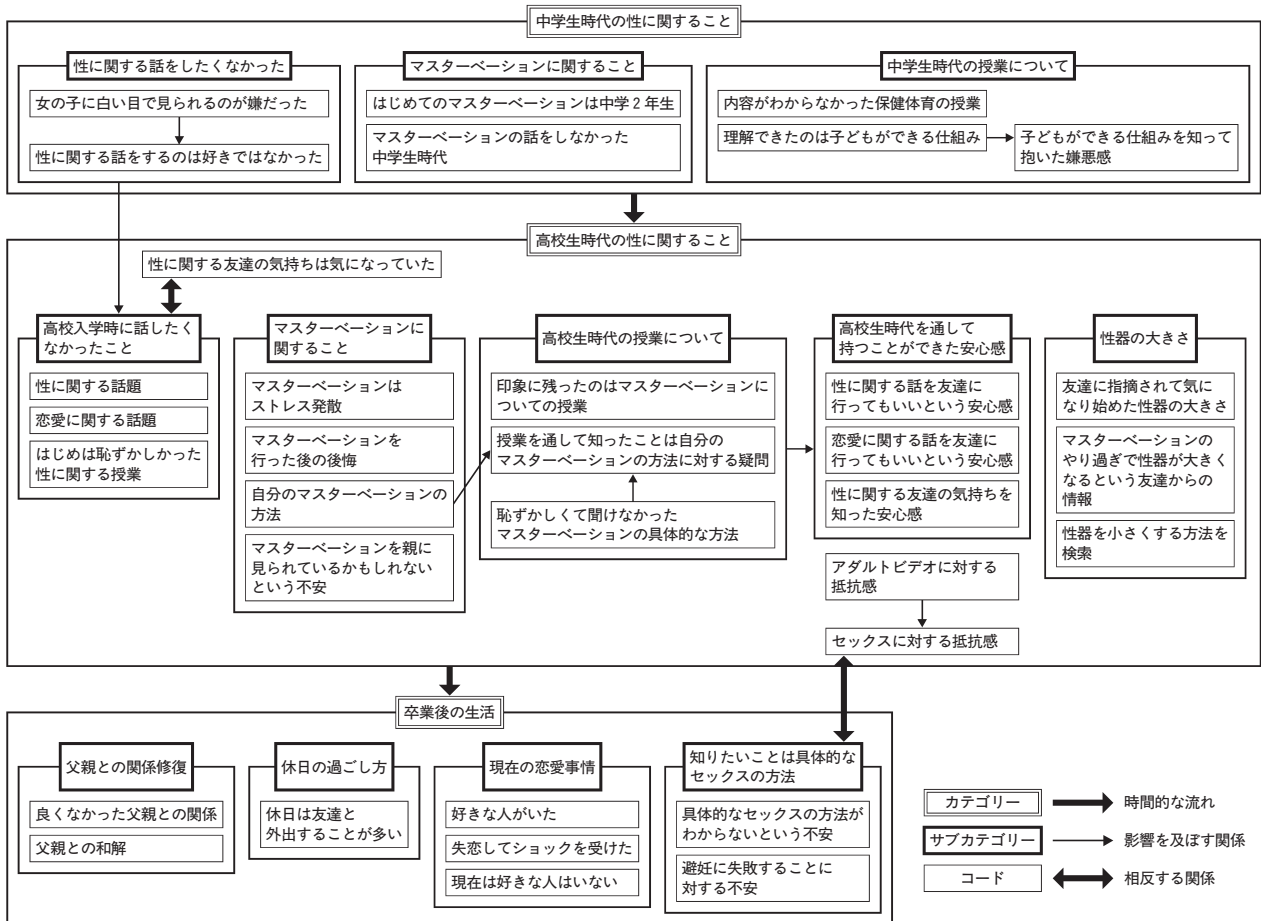 中学生時代の性に関すること
性に関する話をしたくなかった
女の子に白い目で見られるのが嫌だった
性に関する話をするのは好きではなかった
マスターベーションに関すること
はじめてのマスターベーションは中学2年生
マスターベーションの話をしなかった
中学生時代
中学生時代の授業について
内容がわからなかった保健体育の授業
理解できたのは子どもができる仕組み
子どもができる仕組みを知って
抱いた嫌悪感
高校生時代の性に関すること
性に関する友達の気持ちは気になっていた
高校入学時に話したく
なかったこと
性に関する話題
恋愛に関する話題
はじめは恥ずかしかった
性に関する授業
マスターベーションに
関すること
マスターベーションは
ストレス発散
マスターベーションを
行った後の後悔
自分のマスターベーションの
方法
マスターベーションを親に
見られているかもしれない
という不安
高校生時代の授業について
印象に残ったのはマスターベーションに
ついての授業
授業を通して知ったことは自分の
マスターベーションの方法に対する疑問
恥ずかしくて聞けなかった
マスターベーションの具体的な方法
高校生時代を通して
持つことができた安心感
性に関する話を友達に
行ってもいいという安心感
恋愛に関する話を友達に
行ってもいいという安心感
性に関する友達の気持ちを
知った安心感
アダルトビデオに対する
抵抗感
セックスに対する抵抗感
性器の大きさ
友達に指摘されて気に
なり始めた性器の大きさ
マスターベーションの
やり過ぎで性器が大きく
なるという友達からの
情報
性器を小さくする方法を
検索
卒業後の生活
父親との関係修復
良くなかった父親との関係
父親との和解
休日の過ごし方
休日は友達と
外出することが多い
現在の恋愛事情
好きな人がいた
失恋してショックを受けた
現在は好きな人はいない
知りたいことは具体的な
セックスの方法
具体的なセックスの方法が
わからないという不安
避妊に失敗することに
対する不安
カテゴリー
時間的な流れ
サブカテゴリー
影響を及ぼす関係
コード
相反する関係